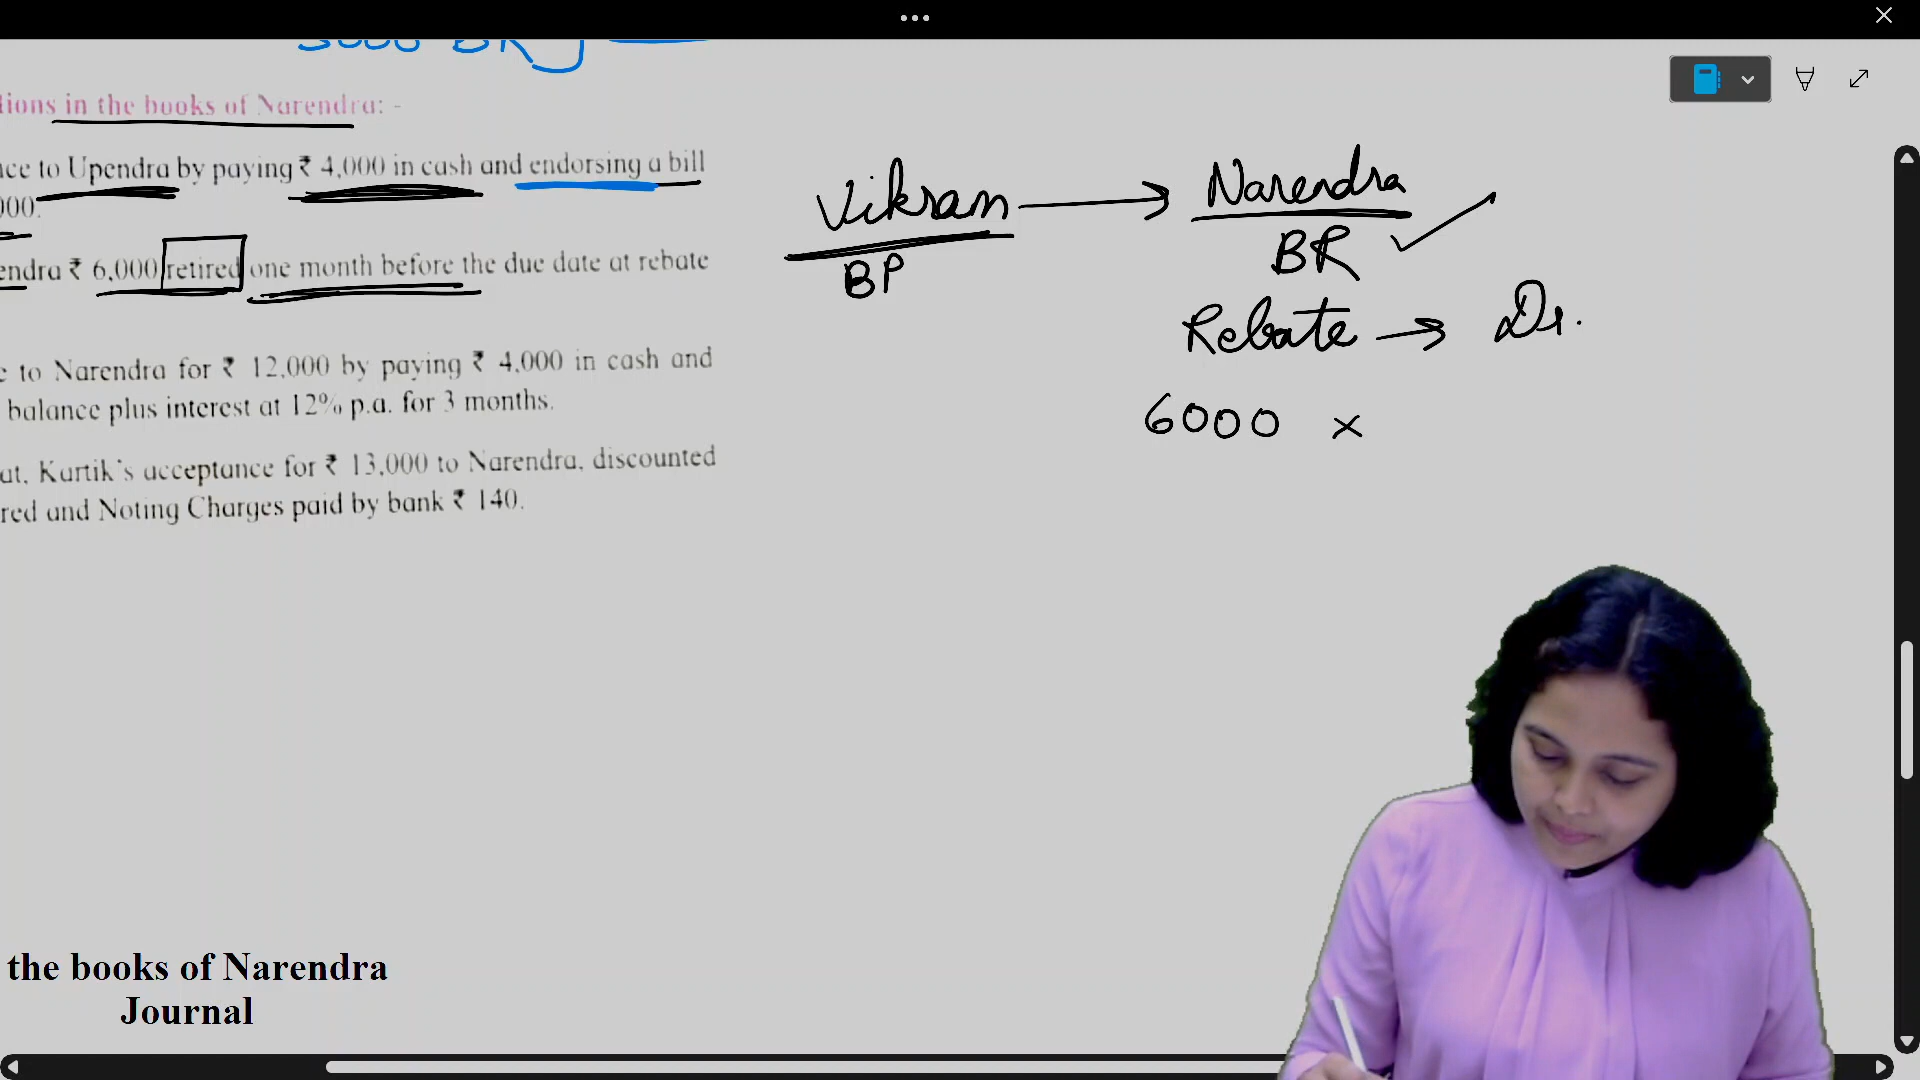 3000 BR
tions in the books of Narendra: -
nce to Upendra by paying ₹ 4,000 in cash and endorsing a bill
000.
endra ₹ 6,000 retired one month before the due date at rebate
e to Narendra for ₹ 12,000 by paying ₹ 4,000 in cash and
balance plus interest at 12% p.a. for 3 months.
at, Kartik's acceptance for ₹ 13,000 to Narendra, discounted
red and Noting Charges paid by bank ₹ 140.
Vikram → Narendra
BP
BR
Rebate → Dr.
6000 ×
the books of Narendra
Journal